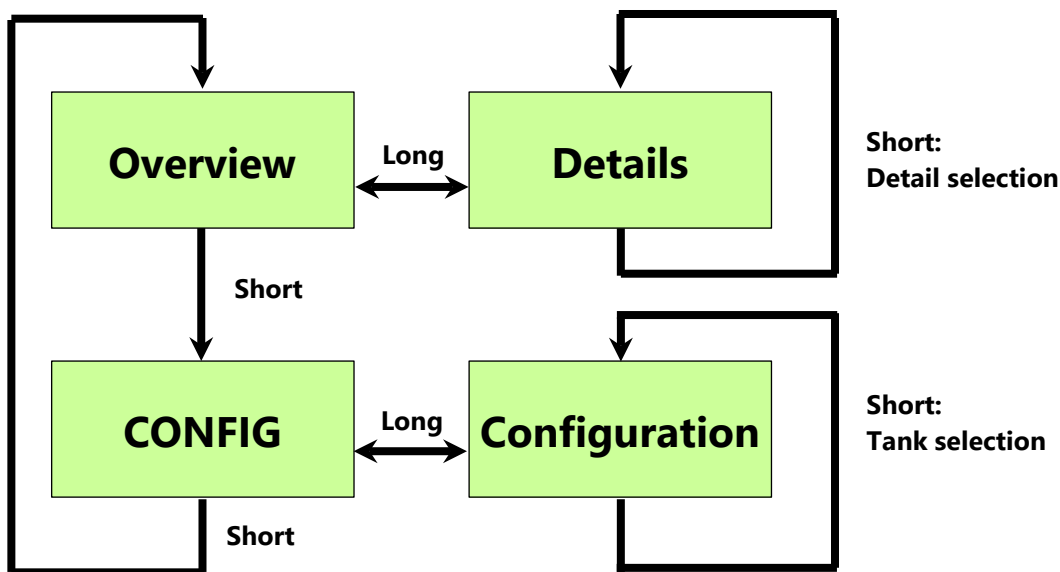 Overview
Long
Details
Short:
Detail selection
Short
CONFIG
Long
Configuration
Short:
Tank selection
Short